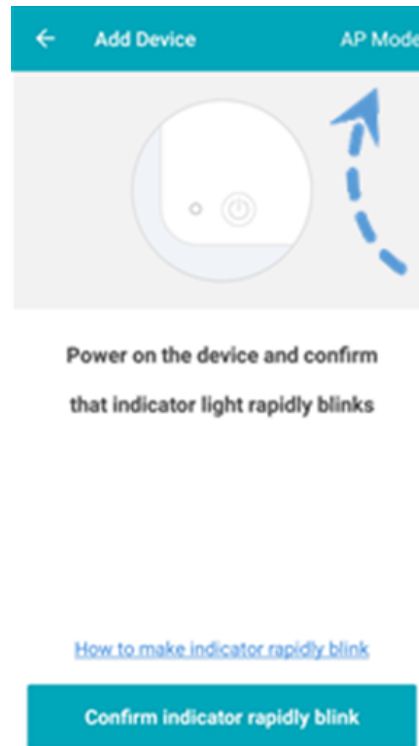 Add Device
AP Mode
Power on the device and confirm
that indicator light rapidly blinks
How to make indicator rapidly blink
Confirm indicator rapidly blink